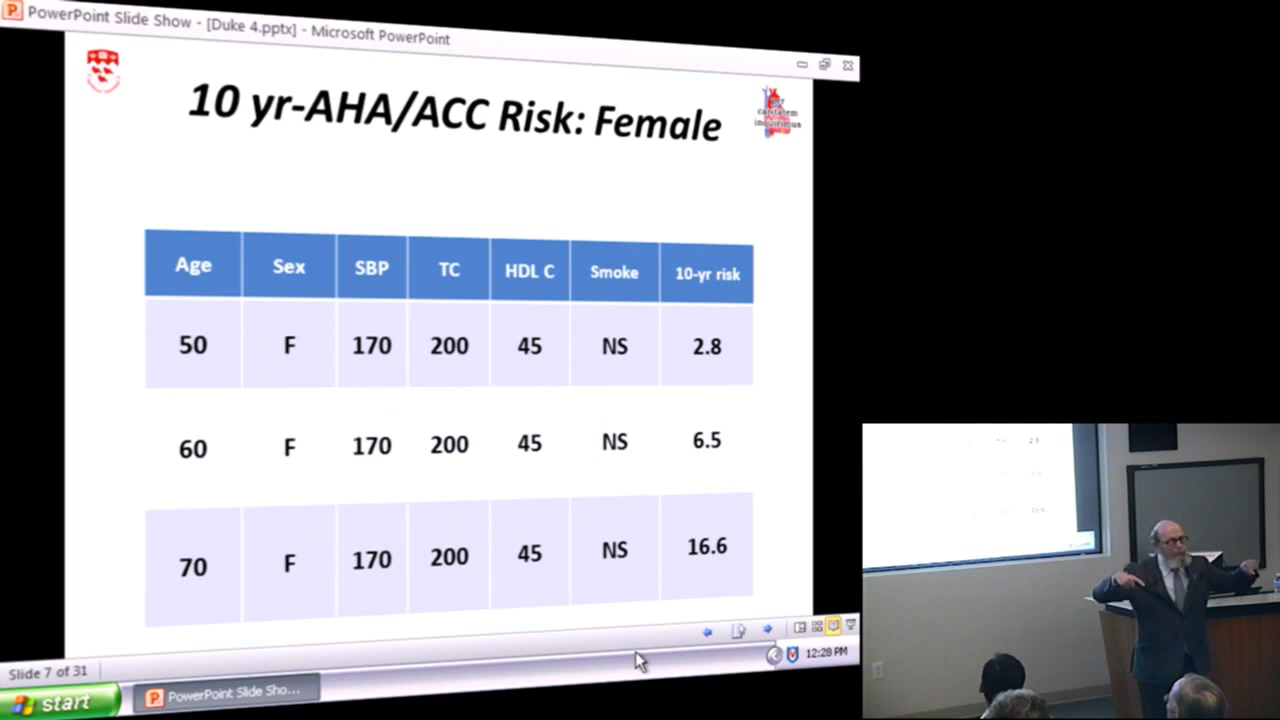 PowerPoint Slide Show - [Duke 4.pptx] - Microsoft PowerPoint
10 yr-AHA/ACC Risk: Female
caritatem
inquirimus
Age Sex SBP TC HDL C Smoke 10-yr risk
50 F 170 200 45 NS 2.8
60 F 170 200 45 NS 6.5
70 F 170 200 45 NS 16.6
Slide 7 of 31
start
PowerPoint Slide Sho...
12:28 PM